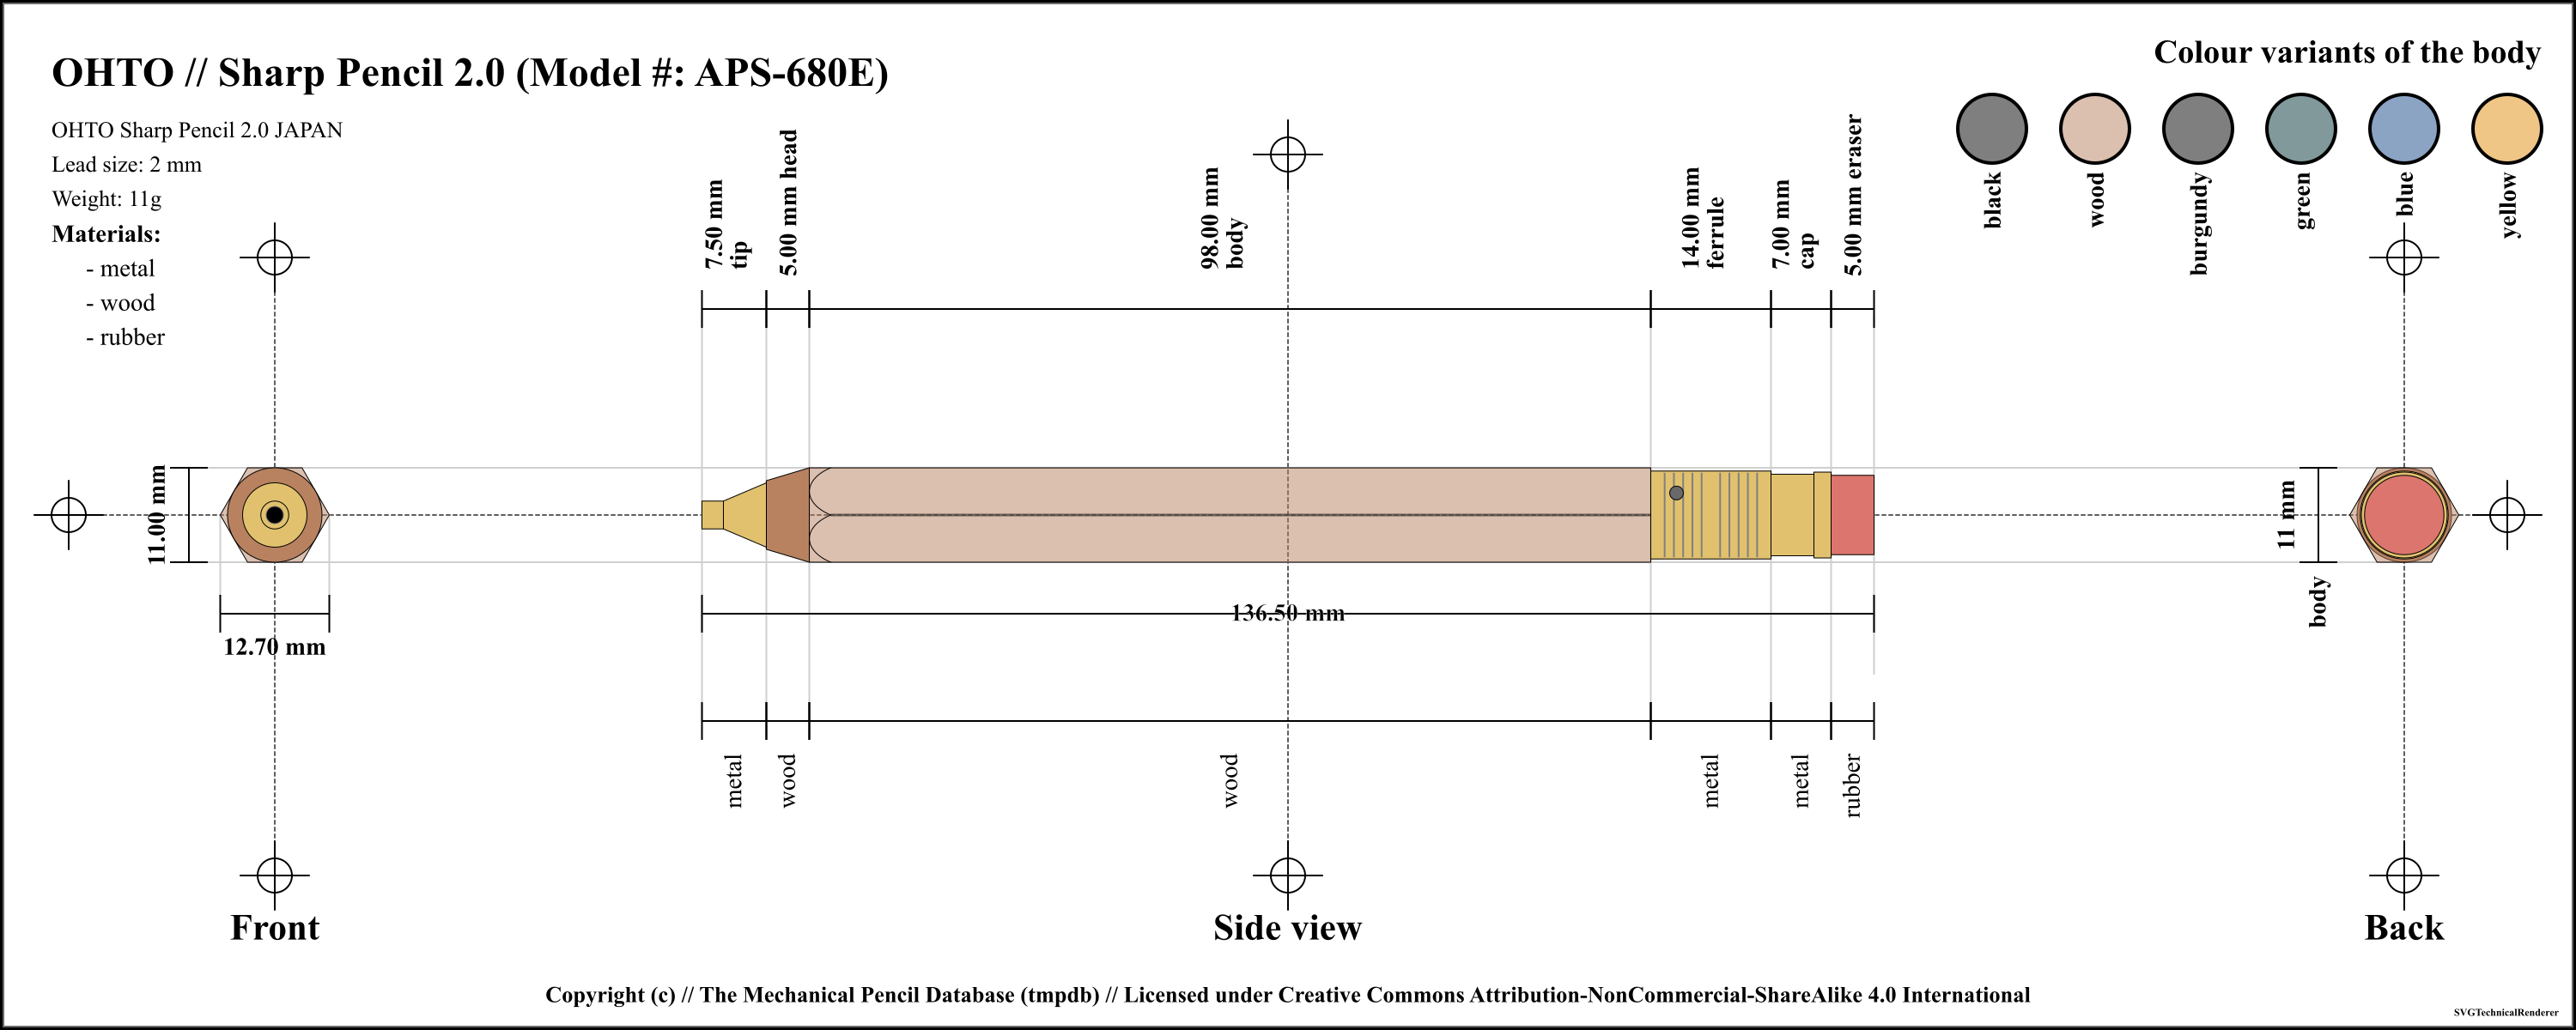 OHTO // Sharp Pencil 2.0 (Model #: APS-680E)
OHTO Sharp Pencil 2.0 JAPAN
Lead size: 2 mm
Weight: 11g
Materials:
- metal
- wood
- rubber
Colour variants of the body
black
wood
burgundy
green
blue
yellow
7.50 mm
tip
5.00 mm head
98.00 mm
body
14.00 mm
ferrule
7.00 mm
cap
5.00 mm eraser
11.00 mm
12.70 mm
136.50 mm
11 mm
body
metal
wood
wood
metal
metal
rubber
Front
Side view
Back
Copyright (c) // The Mechanical Pencil Database (tmpdb) // Licensed under Creative Commons Attribution-NonCommercial-ShareAlike 4.0 International
SVGTechnicalRenderer